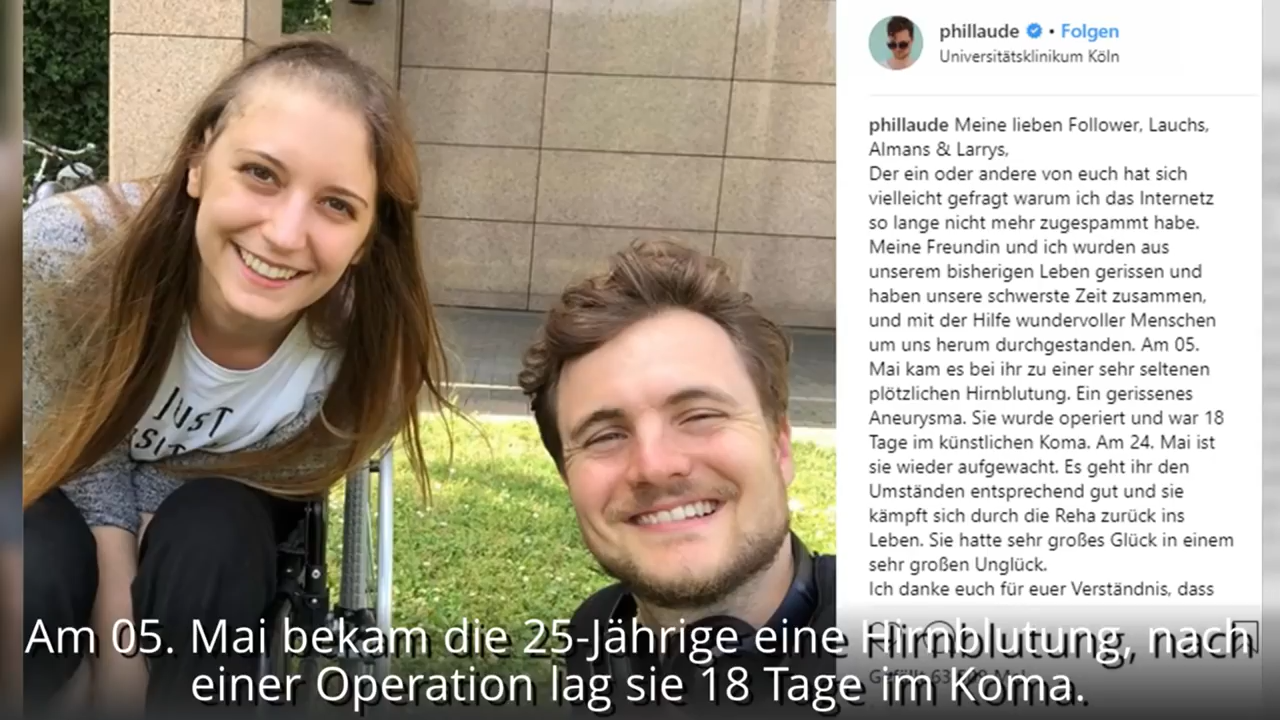 phillaude • Folgen
Universitätsklinikum Köln
phillaude Meine lieben Follower, Lauchs,
Almans & Larrys,
Der ein oder andere von euch hat sich
vielleicht gefragt warum ich das Internetz
so lange nicht mehr zugespammt habe.
Meine Freundin und ich wurden aus
unserem bisherigen Leben gerissen und
haben unsere schwerste Zeit zusammen,
und mit der Hilfe wundervoller Menschen
um uns herum durchgestanden. Am 05.
Mai kam es bei ihr zu einer sehr seltenen
plötzlichen Hirnblutung. Ein gerissenes
Aneurysma. Sie wurde operiert und war 18
Tage im künstlichen Koma. Am 24. Mai ist
sie wieder aufgewacht. Es geht ihr den
Umständen entsprechend gut und sie
kämpft sich durch die Reha zurück ins
Leben. Sie hatte sehr großes Glück in einem
sehr großen Unglück.
Ich danke euch für euer Verständnis, dass
JUST
Am 05. Mai bekam die 25-Jährige eine Hirnblutung, nach
einer Operation lag sie 18 Tage im Koma.